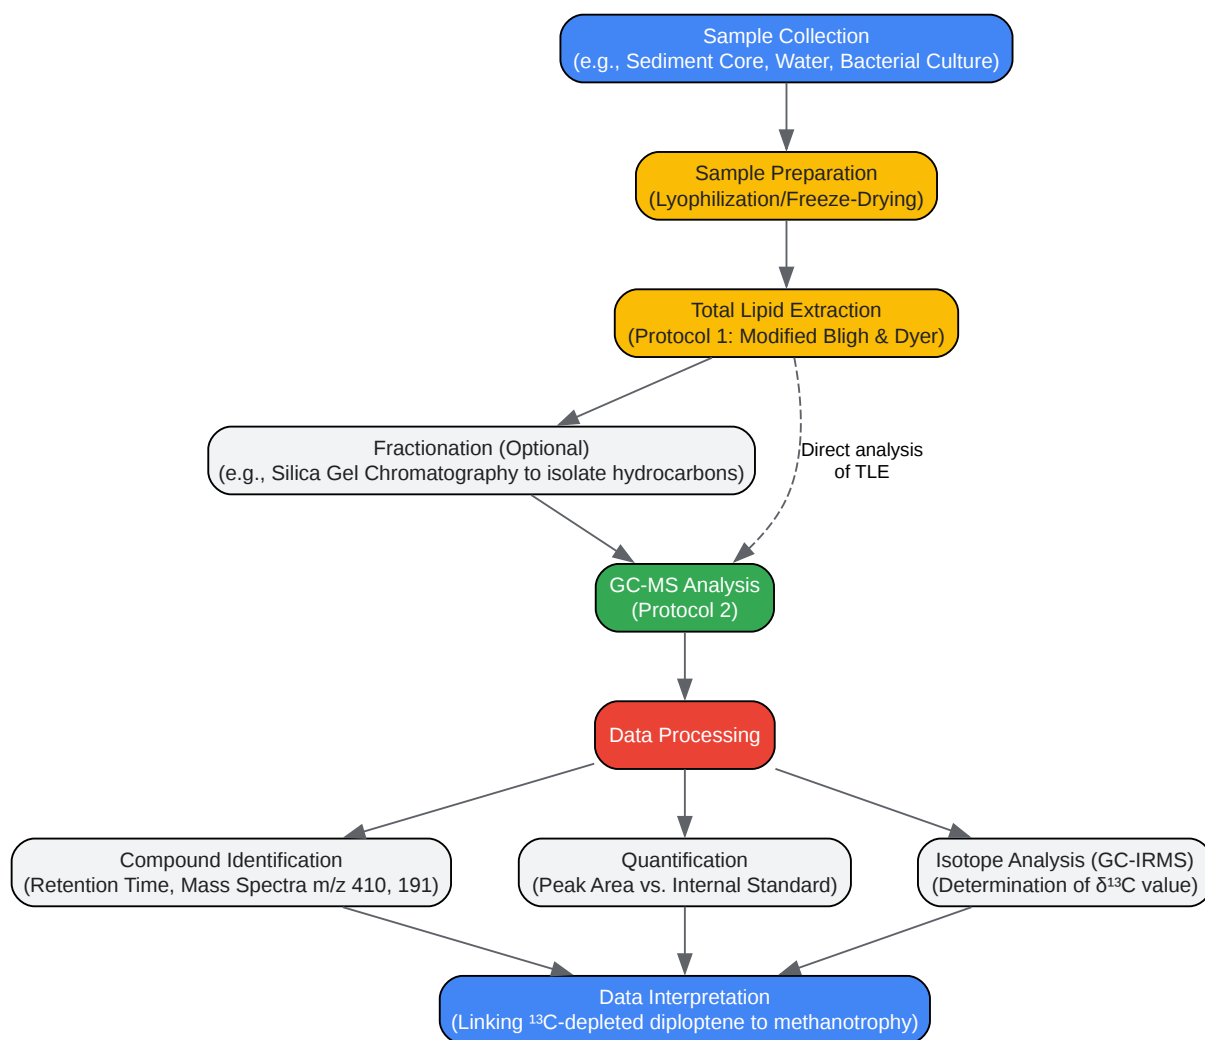 Sample Collection
(e.g., Sediment Core, Water, Bacterial Culture)
Sample Preparation
(Lyophilization/Freeze-Drying)
Total Lipid Extraction
(Protocol 1: Modified Bligh & Dyer)
Fractionation (Optional)
(e.g., Silica Gel Chromatography to isolate hydrocarbons)
Direct analysis
of TLE
GC-MS Analysis
(Protocol 2)
Data Processing
Compound Identification
(Retention Time, Mass Spectra m/z 410, 191)
Quantification
(Peak Area vs. Internal Standard)
Isotope Analysis (GC-IRMS)
(Determination of δ¹³C value)
Data Interpretation
(Linking ¹³C-depleted diploptene to methanotrophy)